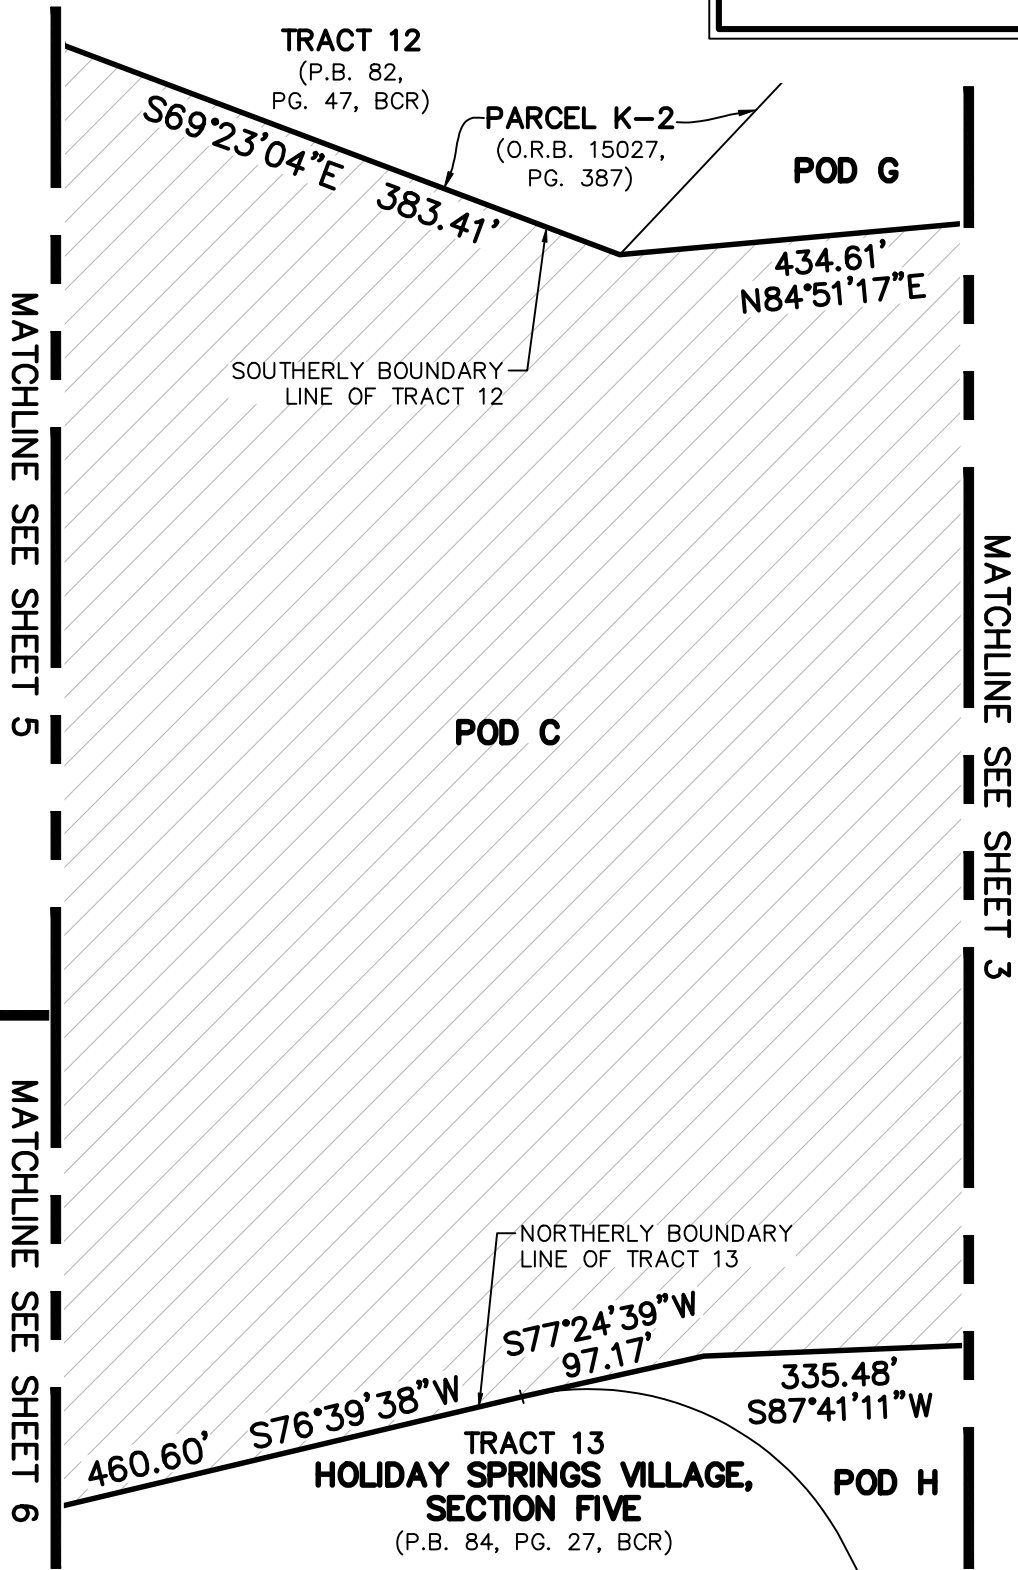 TRACT 12
(P.B. 82,
PG. 47, BCR)
PARCEL K-2
(O.R.B. 15027,
PG. 387)
POD G
S69°23'04"E 383.41'
434.61'
N84°51'17"E
SOUTHERLY BOUNDARY
LINE OF TRACT 12
MATCHLINE SEE SHEET 5
MATCHLINE SEE SHEET 3
POD C
MATCHLINE SEE SHEET 6
NORTHERLY BOUNDARY
LINE OF TRACT 13
S77°24'39"W
97.17'
335.48'
S87°41'11"W
460.60' S76°39'38"W
TRACT 13
HOLIDAY SPRINGS VILLAGE,
SECTION FIVE
(P.B. 84, PG. 27, BCR)
POD H